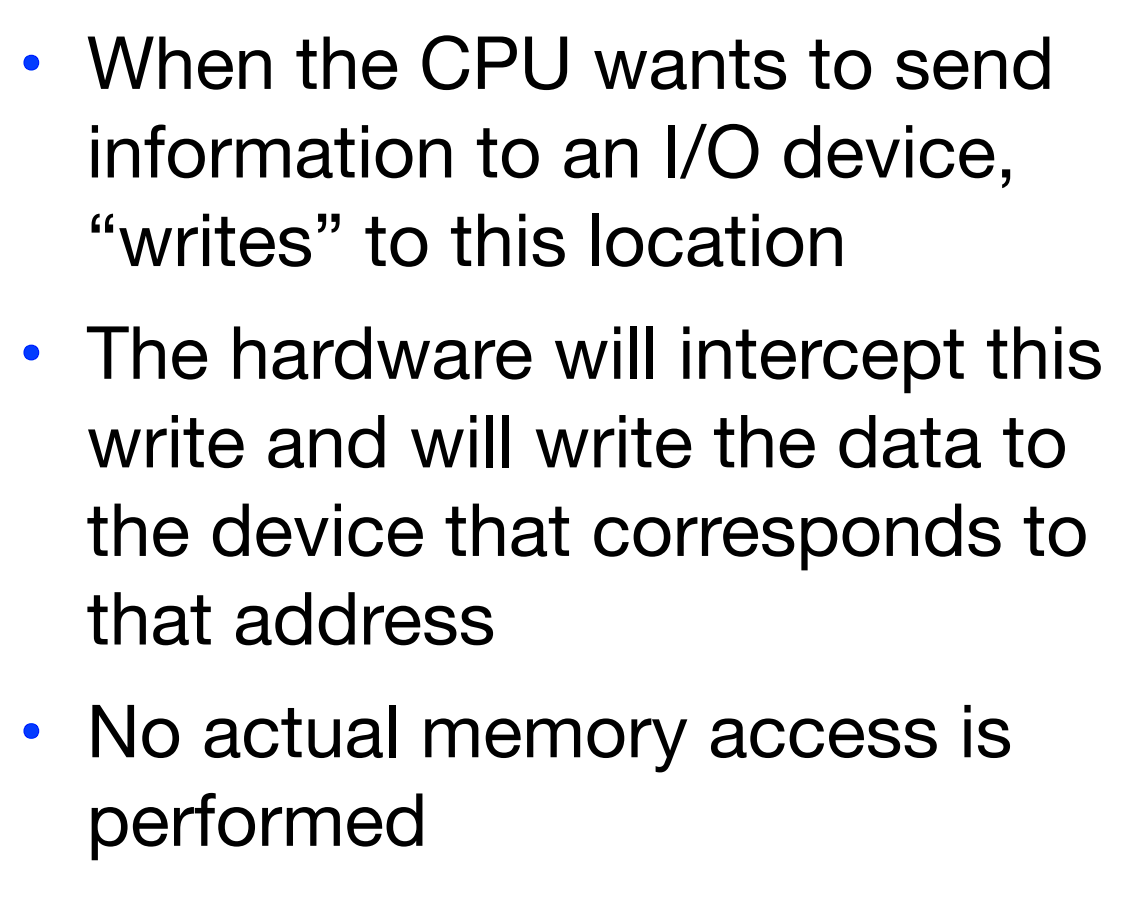 • When the CPU wants to send
information to an I/O device,
“writes” to this location
• The hardware will intercept this
write and will write the data to
the device that corresponds to
that address
• No actual memory access is
performed